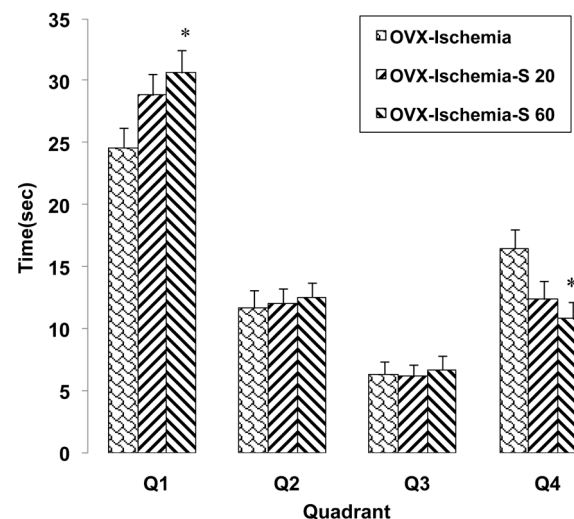 35
30
25
20
15
10
5
0
Time(sec)
*
*
OVX-Ischemia
OVX-Ischemia-S 20
OVX-Ischemia-S 60
Q1 Q2 Q3 Q4
Quadrant